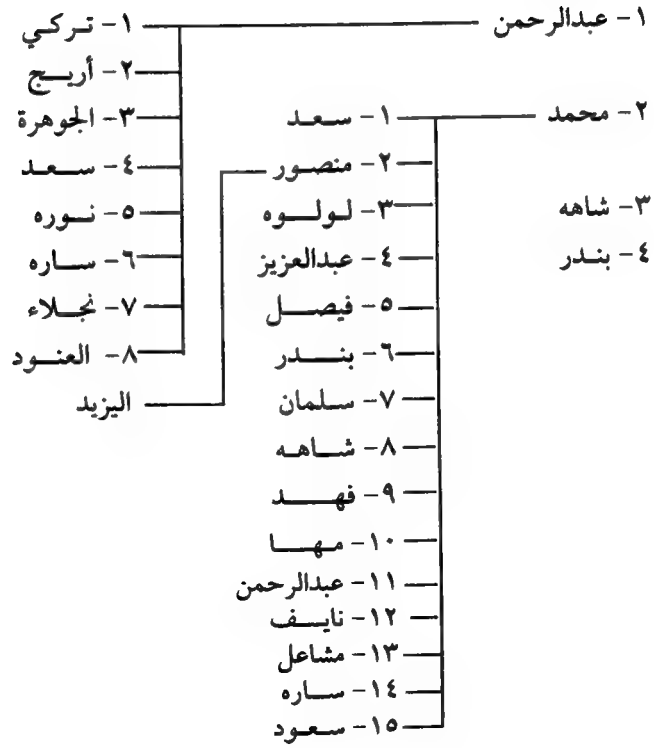 ١- عبدالرحمن
١- تركي
٢- أريج
٣- الجوهرة
٤- سعد
٥- نوره
٦- ساره
٧- نجلاء
٨- العنود
٢- محمد
١- سعد
٢- منصور
اليزيد
٣- لولوه
٤- عبدالعزيز
٥- فيصل
٦- بندر
٧- سلمان
٨- شاهه
٩- فهد
١٠- مها
١١- عبدالرحمن
١٢- نايف
١٣- مشاعل
١٤- ساره
١٥- سعود
٣- شاهه
٤- بندر